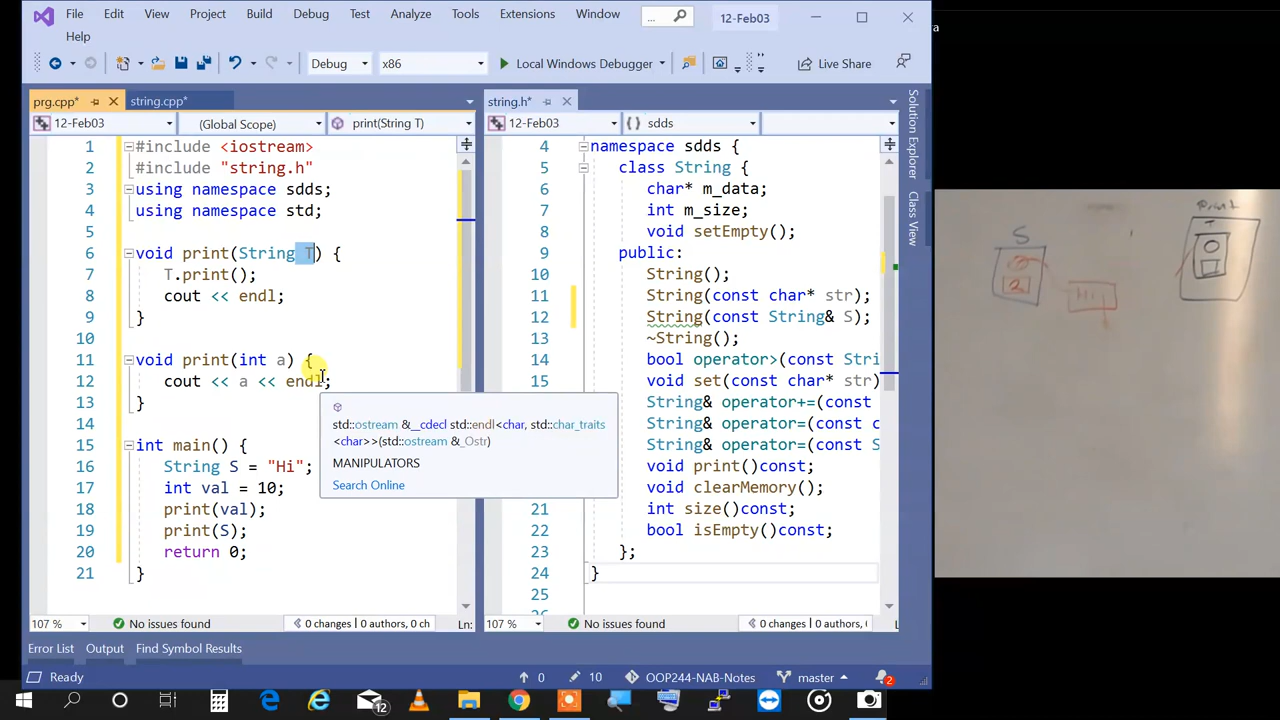 File Edit View Project Build Debug Test Analyze Tools Extensions Window ... 12-Feb03
Help
Debug x86 Local Windows Debugger Live Share
prg.cpp* string.cpp*
12-Feb03 (Global Scope) print(String T)
1 #include <iostream>
2 #include "string.h"
3 using namespace sdds;
4 using namespace std;
5
6 void print(String T) {
7 T.print();
8 cout << endl;
9 }
10
11 void print(int a) {
12 cout << a << endl;
13 }
14
15 int main() {
16 String S = "Hi";
17 int val = 10;
18 print(val);
19 print(S);
20 return 0;
21 }
std::ostream &__cdecl std::endl<char, std::char_traits
<char>>(std::ostream &_Ostr)
MANIPULATORS
Search Online
107 % No issues found 0 changes | 0 authors, 0 ch Ln:
string.h*
12-Feb03 sdds
4 namespace sdds {
5 class String {
6 char* m_data;
7 int m_size;
8 void setEmpty();
9 public:
10 String();
11 String(const char* str);
12 String(const String& S);
13 ~String();
14 bool operator>(const Stri
15 void set(const char* str)
String& operator+=(const
String& operator=(const
String& operator=(const
void print()const;
void clearMemory();
21 int size()const;
22 bool isEmpty()const;
23 };
24 }
25
107 % No issues found 0 changes | 0 authors, 0 L
Solution Explorer
Class View
Error List Output Find Symbol Results
Ready 0 10 OOP244-NAB-Notes master 2
12
a
S
2
Hi
Print
T